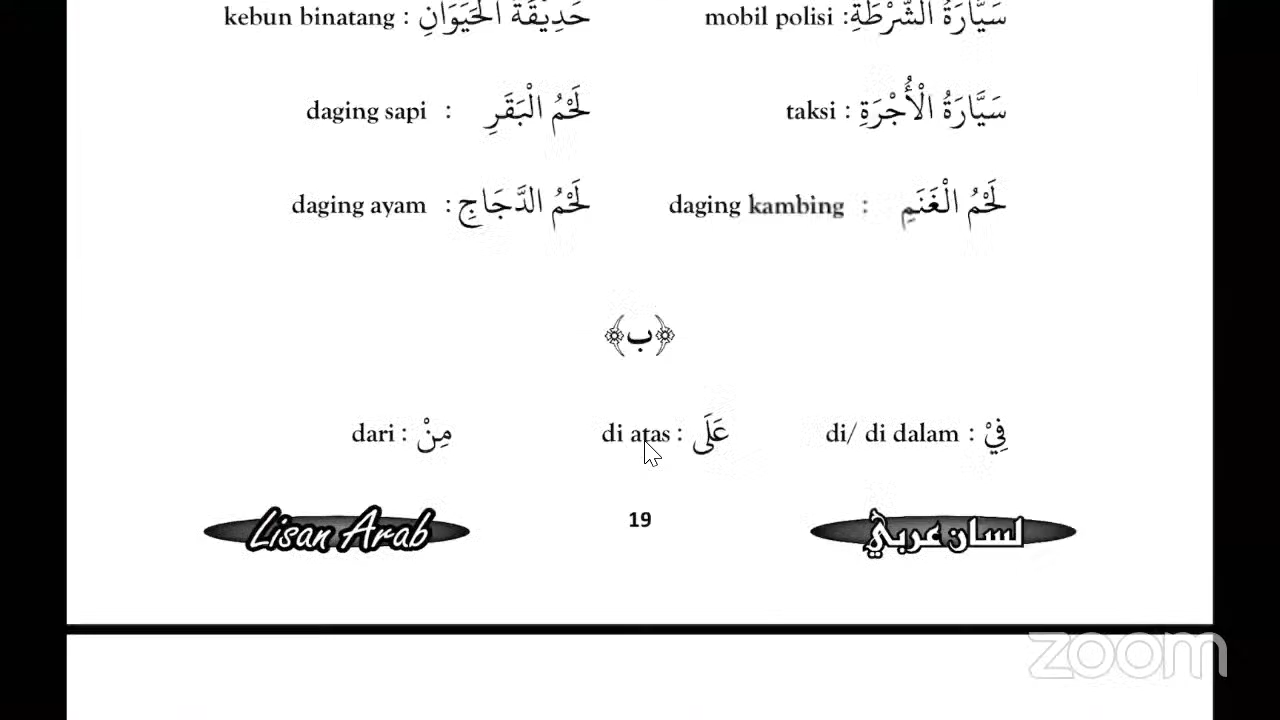 سَيَّارَةُ الشُّرْطَةِ: mobil polisi حَدِيْقَةُ الْحَيَوَانِ : kebun binatang
سَيَّارَةُ الْأُجْرَةِ : taksi لَحْمُ الْبَقَرِ : daging sapi
لَحْمُ الْغَنَمِ : daging kambing لَحْمُ الدَّجَاجِ : daging ayam
﴿ب﴾
فِيْ : di/ di dalam عَلَى : di atas مِنْ : dari
لسان عربي 19 Lisan Arab
zoom